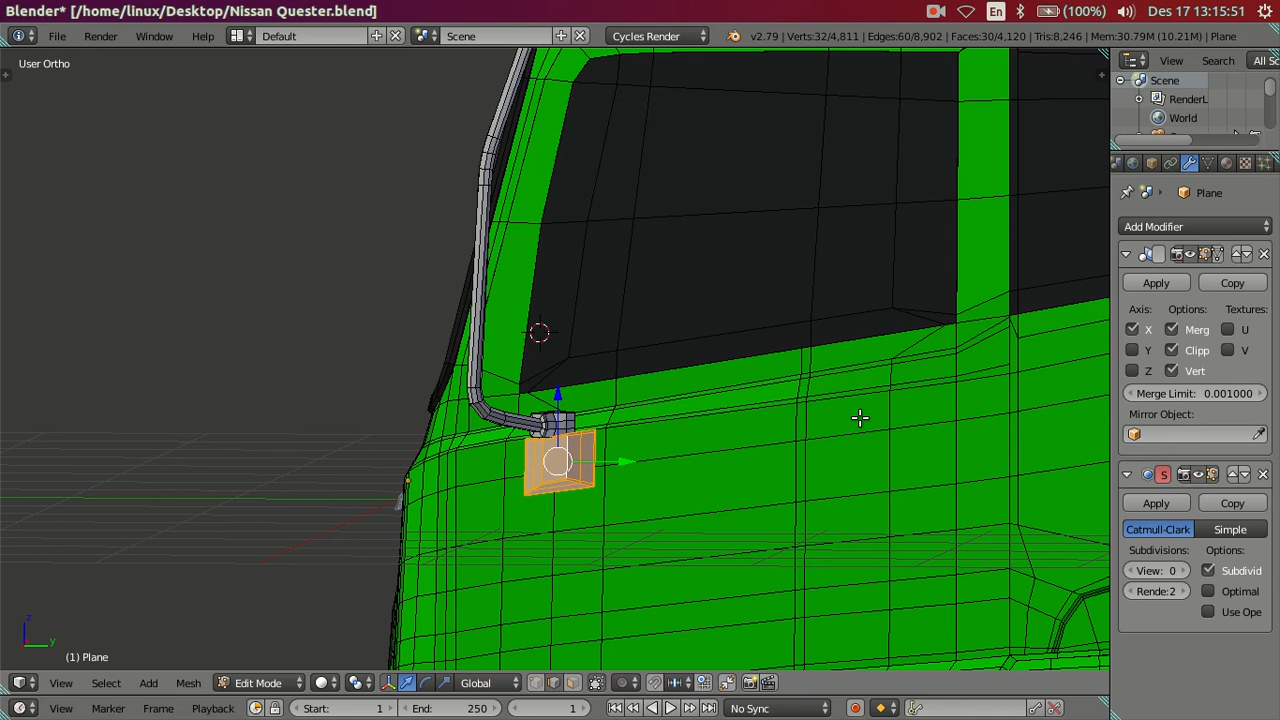 Blender* [/home/linux/Desktop/Nissan Quester.blend]
En (100%) Des 17 13:15:51
File Render Window Help Default Scene Cycles Render v2.79 | Verts:32/4,811 | Edges:60/8,902 | Faces:30/4,120 | Tris:8,246 | Mem:30.79M (10.21M) | Plane
User Ortho
View Search All Sc
Scene
RenderL
World
Plane
Add Modifier
Apply Copy
Axis: Options: Textures:
X Merg U
Y Clipp V
Z Vert
Merge Limit: 0.001000
Mirror Object:
S
Apply Copy
Catmull-Clark Simple
Subdivisions: Options:
View: 0 Subdivid
Rende:2 Optimal
Use Ope
z
y
(1) Plane
View Select Add Mesh Edit Mode Global
View Marker Frame Playback Start: 1 End: 250 1 No Sync